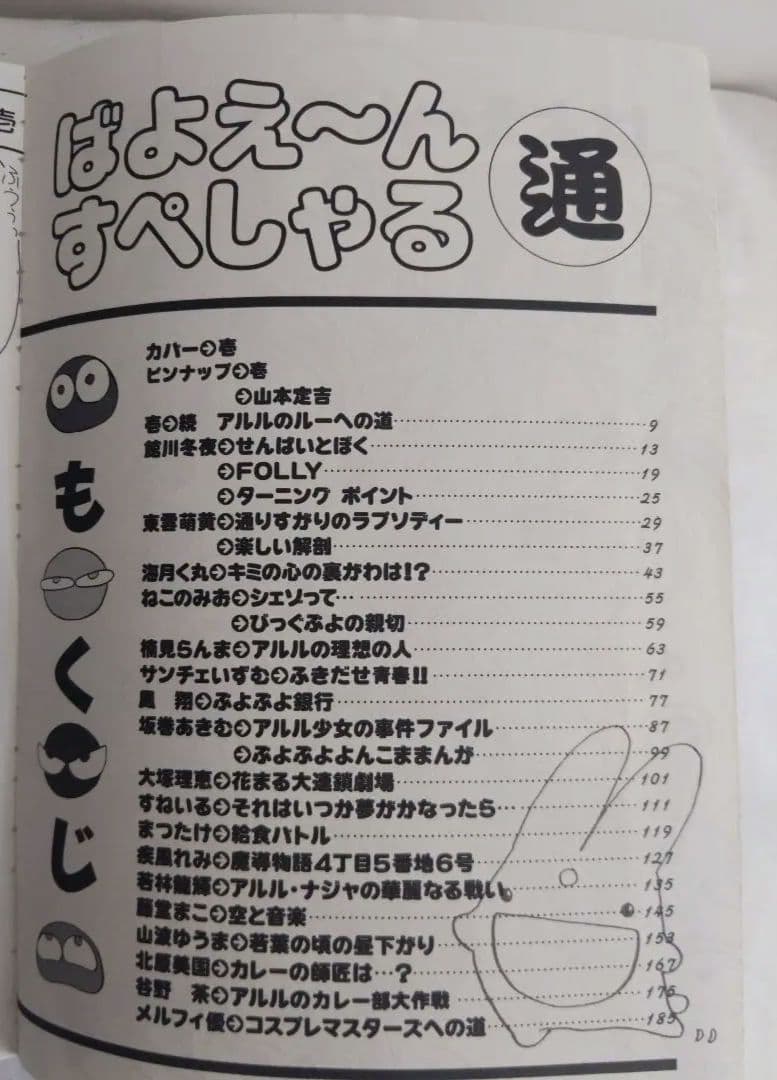 ばよえ～ん
すぺしゃる
通
もくじ
カバー➲壱
ピンナップ➲壱
➲山本定吉
壱➲続 アルルのルーへの道……9
館川冬夜➲せんぱいとぼく……13
➲FOLLY……19
➲ターニング ポイント……25
東雲萌黄➲通りすがりのラプソディー……29
➲楽しい解剖……37
海月く丸➲キミの心の裏がわは!?……43
ねこのみお➲シェゾって……55
➲びっぐぷよの親切……59
楠見らんま➲アルルの理想の人……63
サンチェいずむ➲ふきだせ青春!!……71
凰 翔➲ぷよぷよ銀行……77
坂巻あきむ➲アルル少女の事件ファイル……87
➲ぷよぷよよんこままんが……99
大塚理恵➲花まる大連鎖劇場……101
すねいる➲それはいつか夢がかなったら……111
まつたけ➲給食バトル……119
疾風れみ➲魔導物語4丁目5番地6号……127
若林龍輝➲アルル・ナジャの華麗なる戦い……135
藤堂まこ➲空と音楽……145
山波ゆうま➲若葉の頃の昼下がり……153
北原美国➲カレーの師匠は…?……167
谷野 茶➲アルルのカレー部大作戦……175
メルフィ優➲コスプレマスターズへの道……185
DD